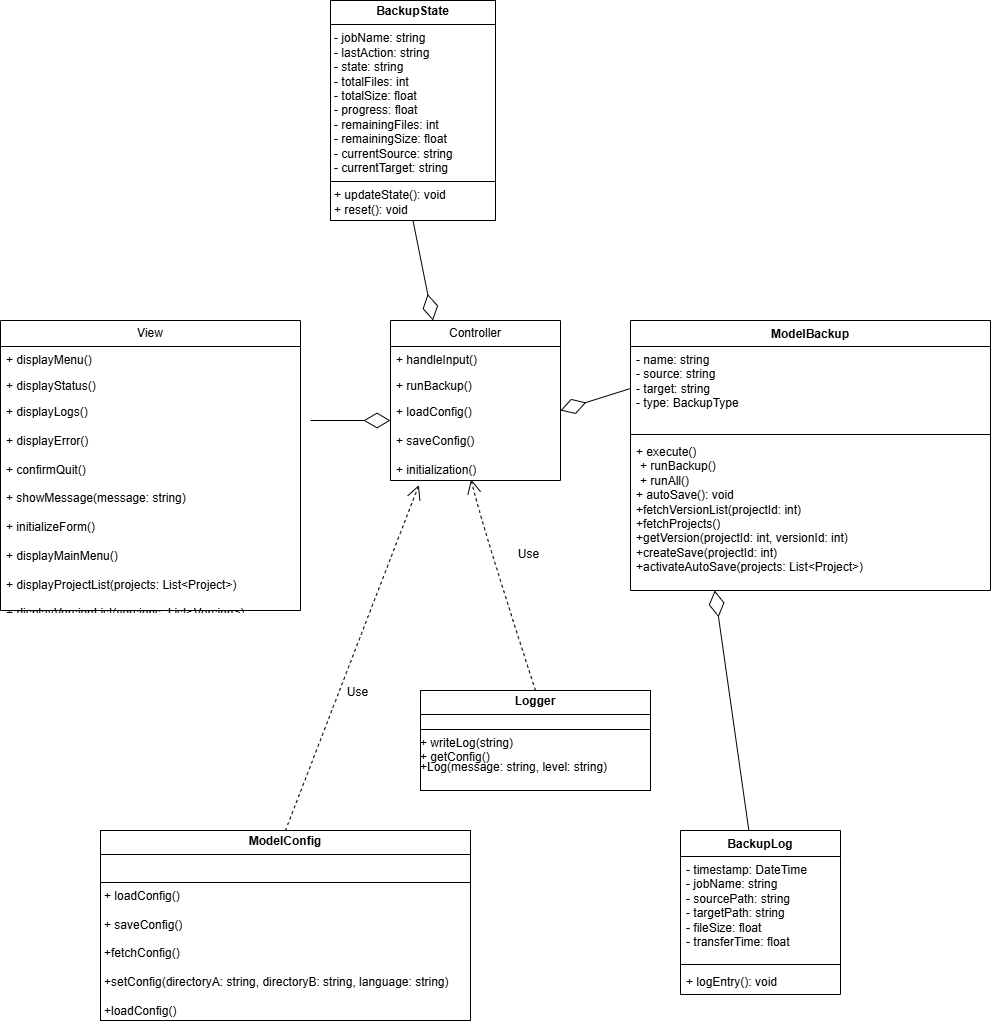 BackupState
- jobName: string
- lastAction: string
- state: string
- totalFiles: int
- totalSize: float
- progress: float
- remainingFiles: int
- remainingSize: float
- currentSource: string
- currentTarget: string
+ updateState(): void
+ reset(): void
View
+ displayMenu()
+ displayStatus()
+ displayLogs()
+ displayError()
+ confirmQuit()
+ showMessage(message: string)
+ initializeForm()
+ displayMainMenu()
+ displayProjectList(projects: List<Project>)
+ displayVersionList(versions: List<Version>)
Controller
+ handleInput()
+ runBackup()
+ loadConfig()
+ saveConfig()
+ initialization()
ModelBackup
- name: string
- source: string
- target: string
- type: BackupType
+ execute()
+ runBackup()
+ runAll()
+ autoSave(): void
+fetchVersionList(projectId: int)
+fetchProjects()
+getVersion(projectId: int, versionId: int)
+createSave(projectId: int)
+activateAutoSave(projects: List<Project>)
Use
Use
Logger
+ writeLog(string)
+ getConfig()
+Log(message: string, level: string)
ModelConfig
+ loadConfig()
+ saveConfig()
+fetchConfig()
+setConfig(directoryA: string, directoryB: string, language: string)
+loadConfig()
BackupLog
- timestamp: DateTime
- jobName: string
- sourcePath: string
- targetPath: string
- fileSize: float
- transferTime: float
+ logEntry(): void